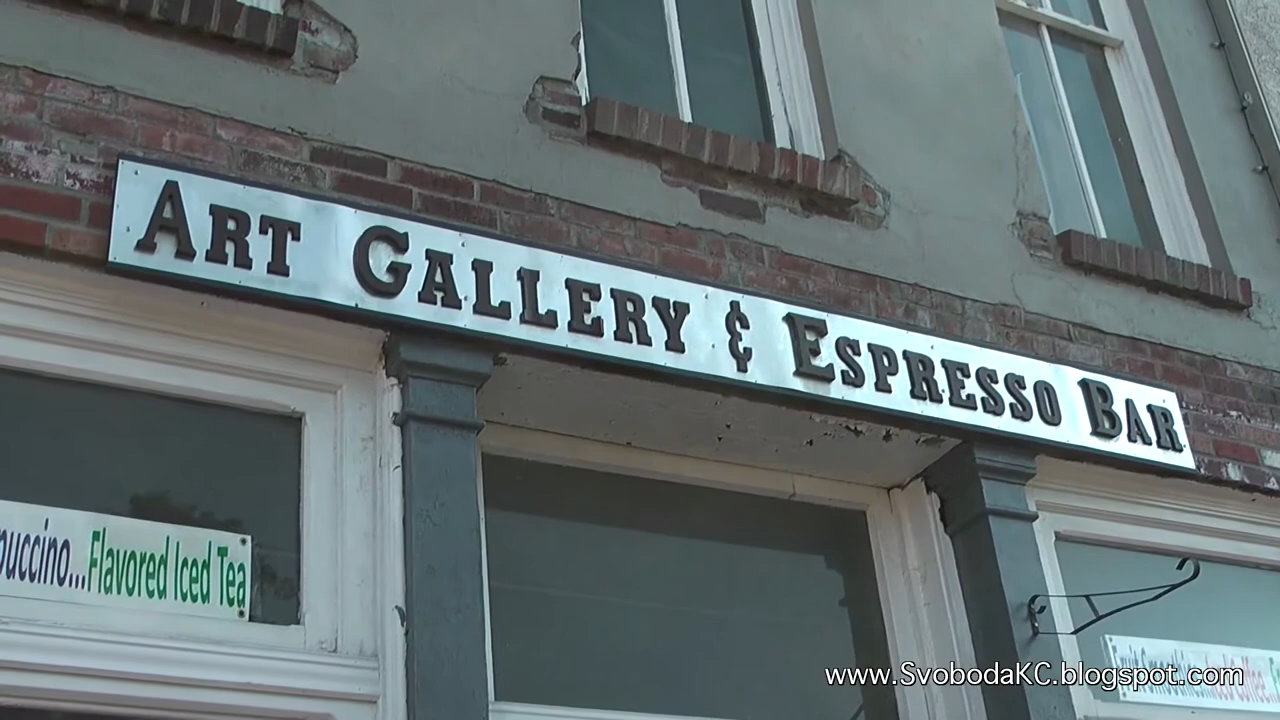 ART GALLERY & ESPRESSO BAR
puccino...Flavored Iced Tea
www.SvobodaKC.blogspot.com